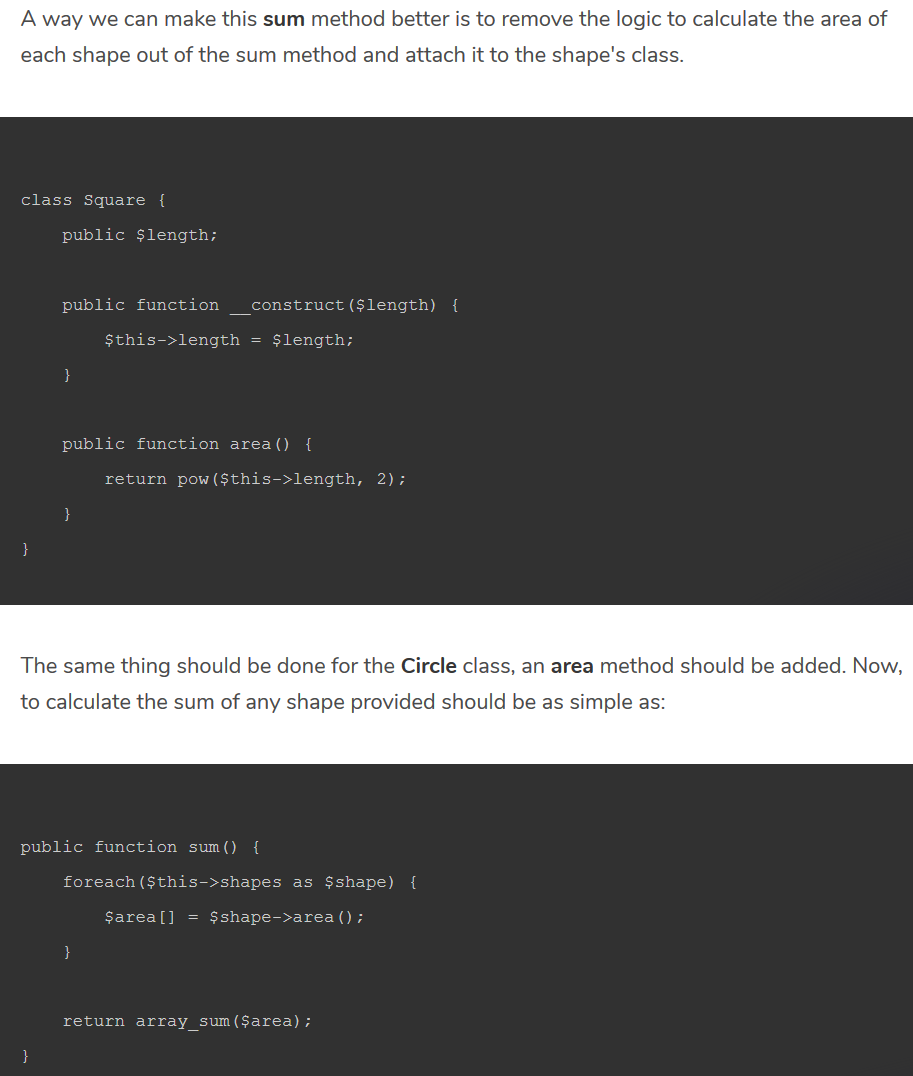 A way we can make this sum method better is to remove the logic to calculate the area of
each shape out of the sum method and attach it to the shape's class.
class Square {
    public $length;
    public function __construct($length) {
        $this->length = $length;
    }
    public function area() {
        return pow($this->length, 2);
    }
}
The same thing should be done for the Circle class, an area method should be added. Now,
to calculate the sum of any shape provided should be as simple as:
public function sum() {
    foreach($this->shapes as $shape) {
        $area[] = $shape->area();
    }
    return array_sum($area);
}